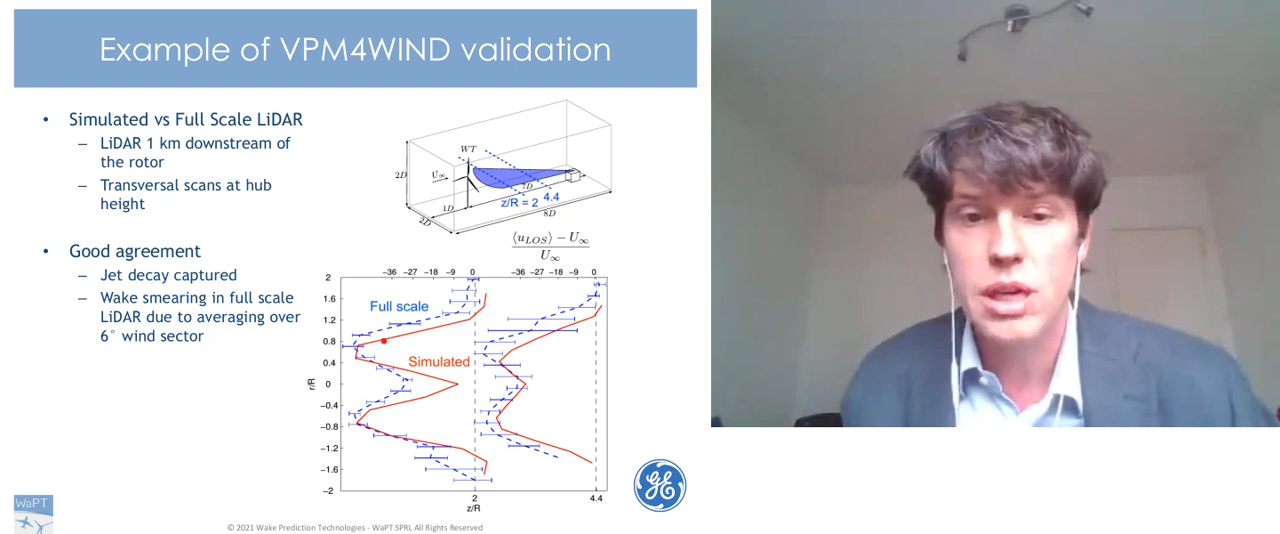 Example of VPM4WIND validation
• Simulated vs Full Scale LiDAR
– LiDAR 1 km downstream of
the rotor
– Transversal scans at hub
height
• Good agreement
– Jet decay captured
– Wake smearing in full scale
LiDAR due to averaging over
6° wind sector
WT
U∞
2D
1D
2D
7D
z/R = 2 4.4
8D
⟨u_LOS⟩ − U∞
U∞
−36 −27 −18 −9 0 −36 −27 −18 −9 0
2
1.6
1.2
0.8
0.4
0
−0.4
−0.8
−1.2
−1.6
−2
r/R
Full scale
Simulated
2 4.4
z/R
GE
WaPT
© 2021 Wake Prediction Technologies - WaPT SPRL All Rights Reserved